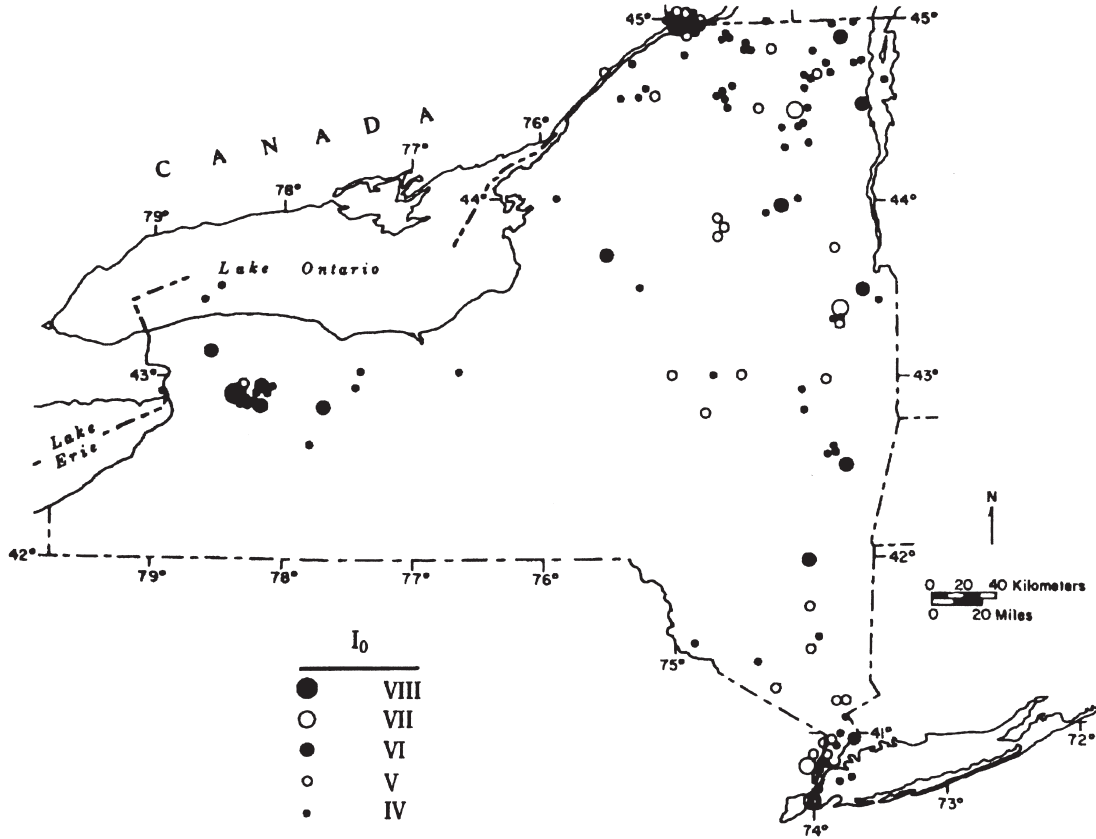 45°
45°
C A N A D A
76°
77°
44°
44°
78°
79°
Lake Ontario
43°
43°
Lake Erie
N
42°
42°
79°
78°
77°
76°
0 20 40 Kilometers
0 20 Miles
I₀
75°
VIII
VII
VI
V
IV
41°
72°
73°
74°